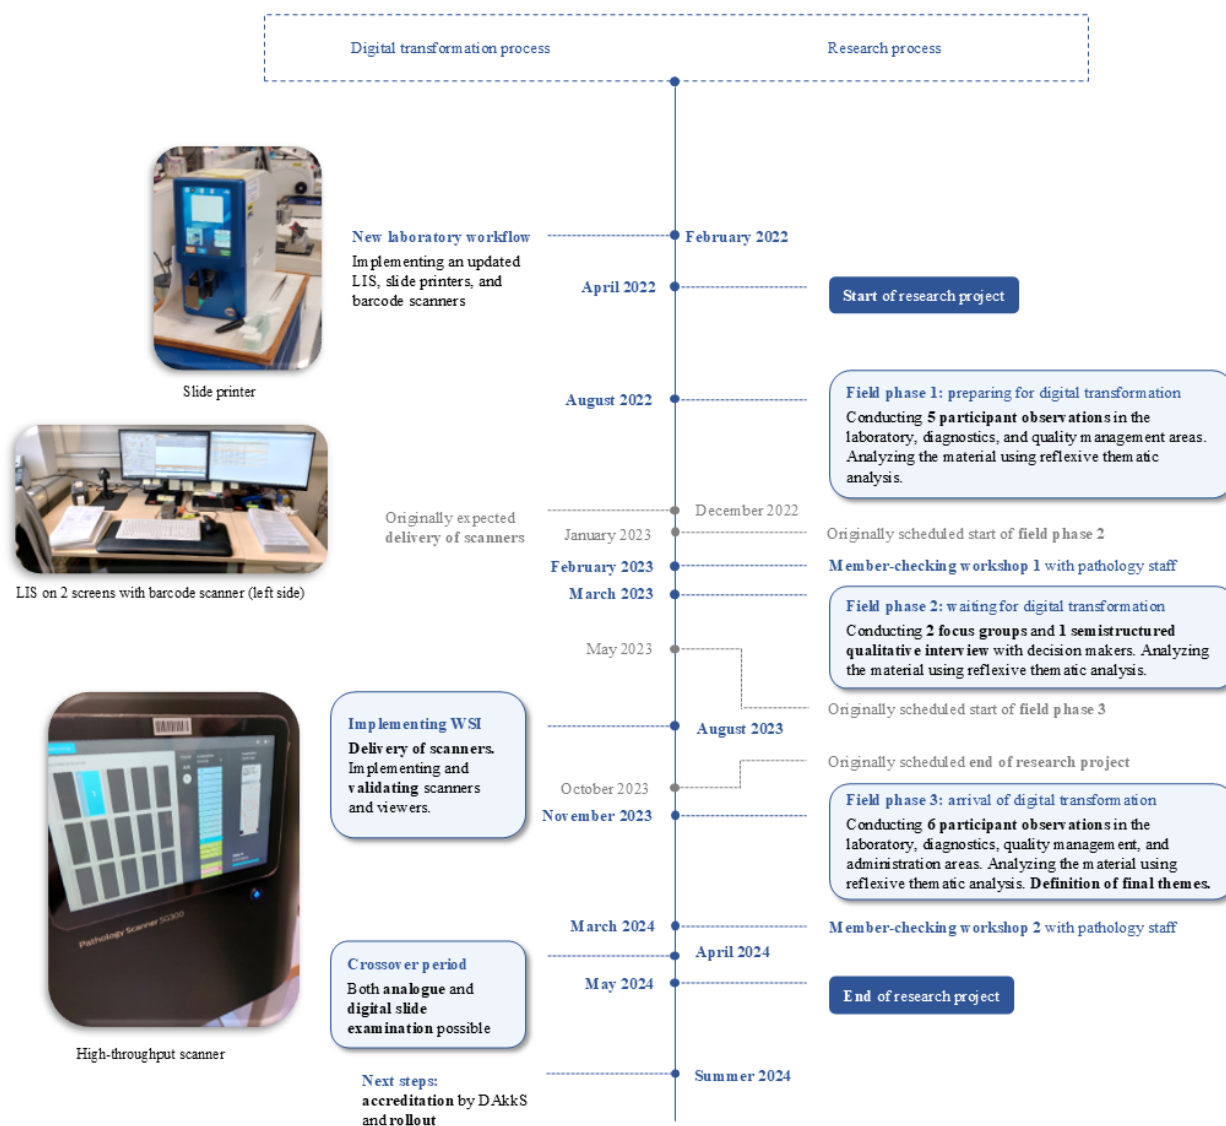 Digital transformation process
Research process
New laboratory workflow
Implementing an updated
LIS, slide printers, and
barcode scanners
February 2022
April 2022
Start of research project
Slide printer
August 2022
Field phase 1: preparing for digital transformation
Conducting 5 participant observations in the
laboratory, diagnostics, and quality management areas.
Analyzing the material using reflexive thematic
analysis.
Originally expected
delivery of scanners
December 2022
January 2023
Originally scheduled start of field phase 2
February 2023
Member-checking workshop 1 with pathology staff
LIS on 2 screens with barcode scanner (left side)
March 2023
Field phase 2: waiting for digital transformation
Conducting 2 focus groups and 1 semistructured
qualitative interview with decision makers. Analyzing
the material using reflexive thematic analysis.
May 2023
Originally scheduled start of field phase 3
Implementing WSI
Delivery of scanners.
Implementing and
validating scanners
and viewers.
August 2023
Originally scheduled end of research project
October 2023
November 2023
Field phase 3: arrival of digital transformation
Conducting 6 participant observations in the
laboratory, diagnostics, quality management, and
administration areas. Analyzing the material using
reflexive thematic analysis. Definition of final themes.
Pathology Scanner SG300
March 2024
Member-checking workshop 2 with pathology staff
Crossover period
Both analogue and
digital slide
examination possible
April 2024
May 2024
End of research project
High-throughput scanner
Next steps:
accreditation by DAkkS
and rollout
Summer 2024